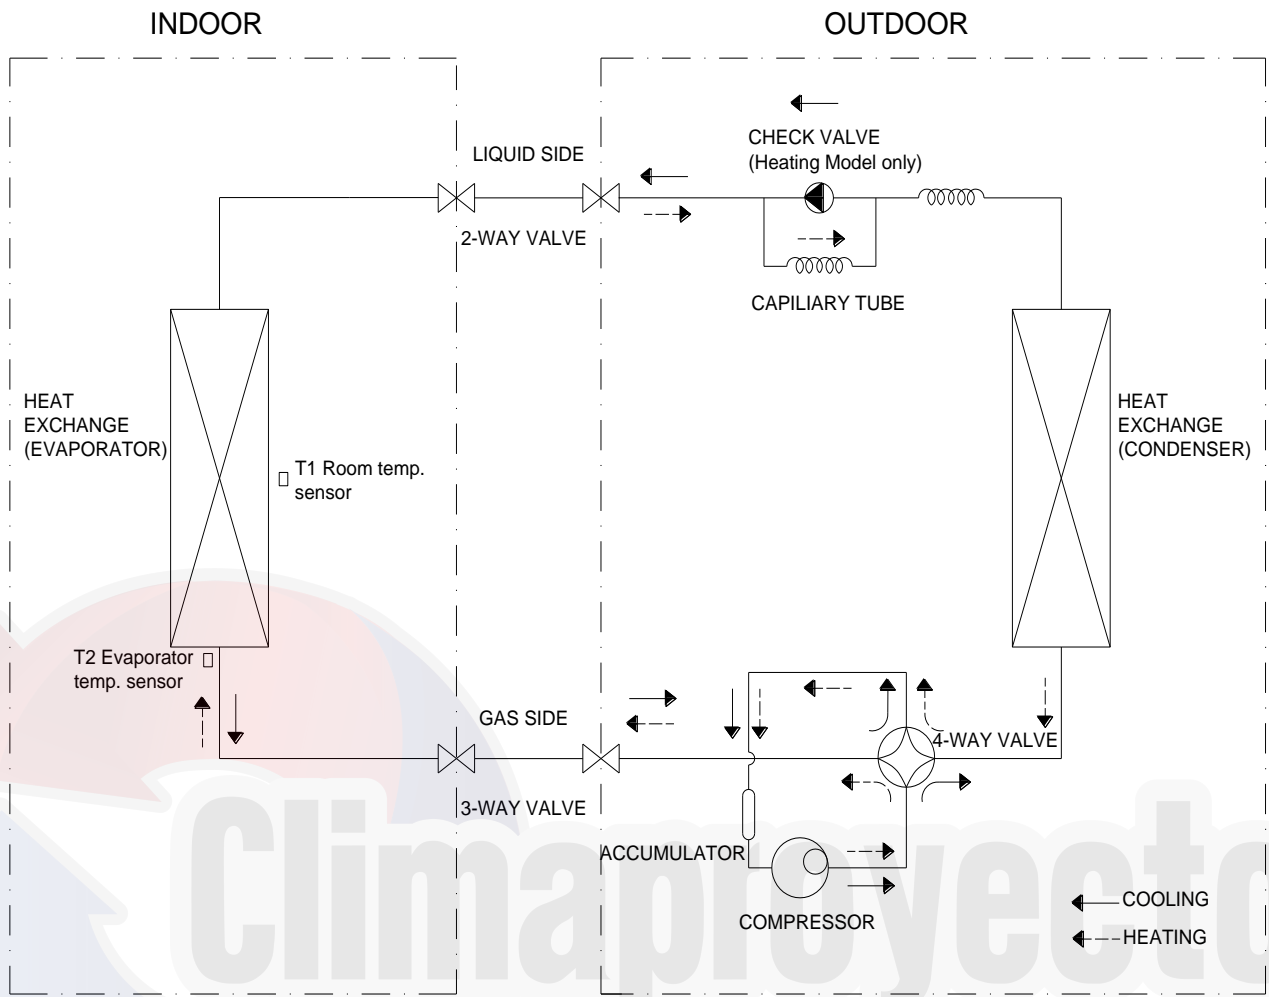 INDOOR
OUTDOOR
CHECK VALVE
(Heating Model only)
LIQUID SIDE
2-WAY VALVE
CAPILIARY TUBE
HEAT
EXCHANGE
(EVAPORATOR)
T1 Room temp.
sensor
HEAT
EXCHANGE
(CONDENSER)
T2 Evaporator
temp. sensor
GAS SIDE
4-WAY VALVE
3-WAY VALVE
ACCUMULATOR
COMPRESSOR
COOLING
HEATING
Climaproyecto